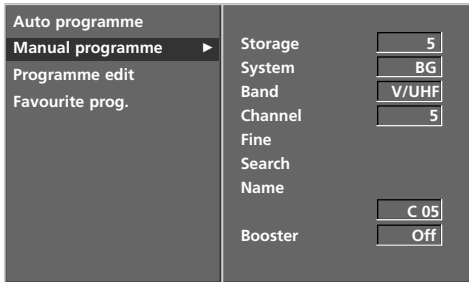 Auto programme
Manual programme ►
Programme edit
Favourite prog.
Storage 5
System BG
Band V/UHF
Channel 5
Fine
Search
Name
C 05
Booster Off